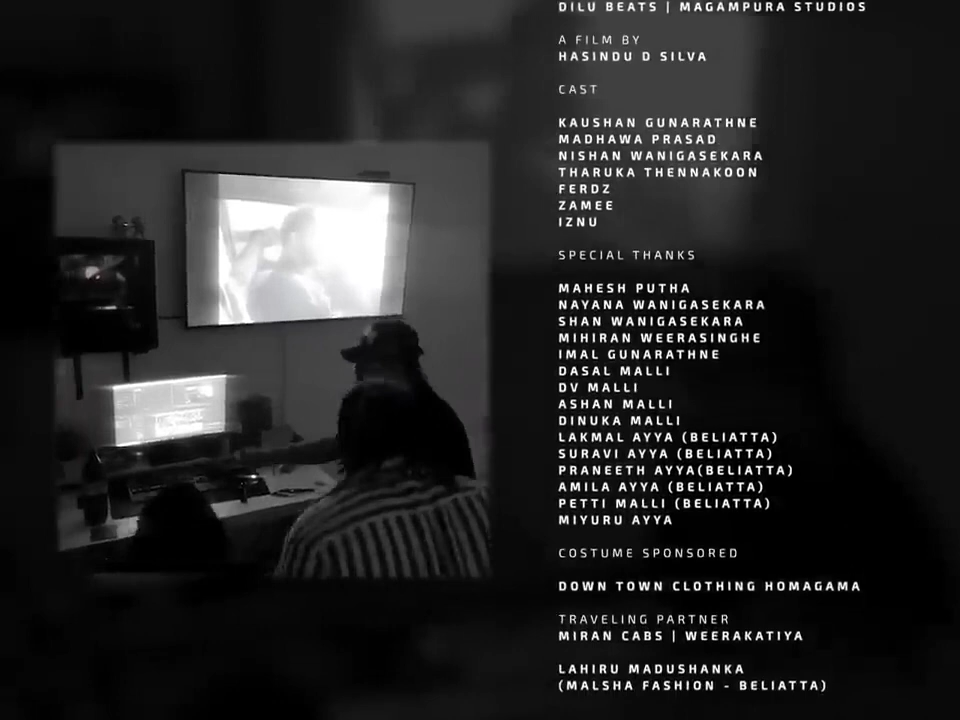 DILU BEATS | MAGAMPURA STUDIOS
A FILM BY
HASINDU D SILVA
CAST
KAUSHAN GUNARATHNE
MADHAWA PRASAD
NISHAN WANIGASEKARA
THARUKA THENNAKOON
FERDZ
ZAMEE
IZNU
SPECIAL THANKS
MAHESH PUTHA
NAYANA WANIGASEKARA
SHAN WANIGASEKARA
MIHIRAN WEERASINGHE
IMAL GUNARATHNE
DASAL MALLI
DV MALLI
ASHAN MALLI
DINUKA MALLI
LAKMAL AYYA (BELIATTA)
SURAVI AYYA (BELIATTA)
PRANEETH AYYA(BELIATTA)
AMILA AYYA (BELIATTA)
PETTI MALLI (BELIATTA)
MIYURU AYYA
COSTUME SPONSORED
DOWN TOWN CLOTHING HOMAGAMA
TRAVELING PARTNER
MIRAN CABS | WEERAKATIYA
LAHIRU MADUSHANKA
(MALSHA FASHION - BELIATTA)